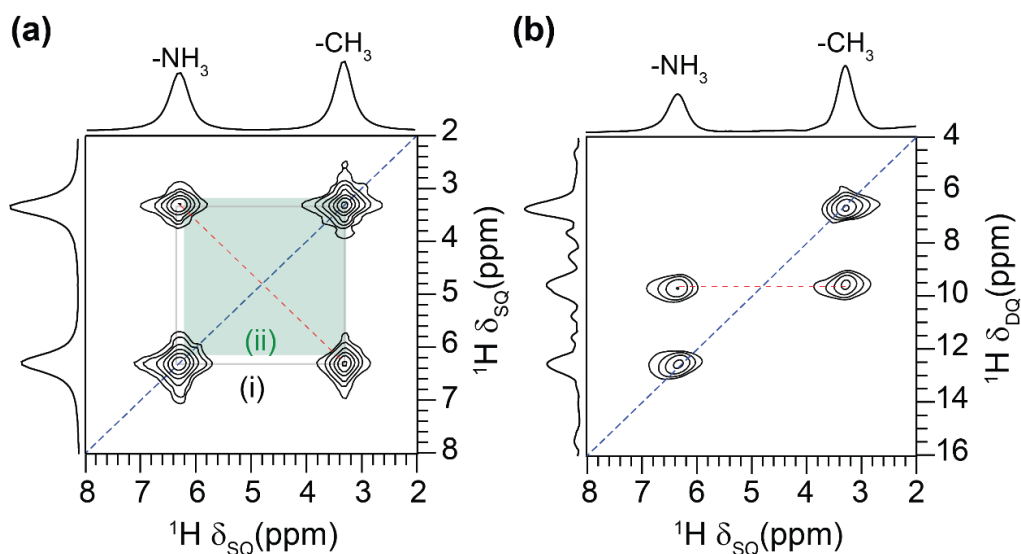 (a)
-NH3
-CH3
2
3
4
5
6
7
8
¹H δSQ(ppm)
(ii)
(i)
8 7 6 5 4 3 2
¹H δSQ(ppm)
(b)
-NH3
-CH3
4
6
8
10
12
14
16
¹H δDQ(ppm)
8 7 6 5 4 3 2
¹H δSQ(ppm)